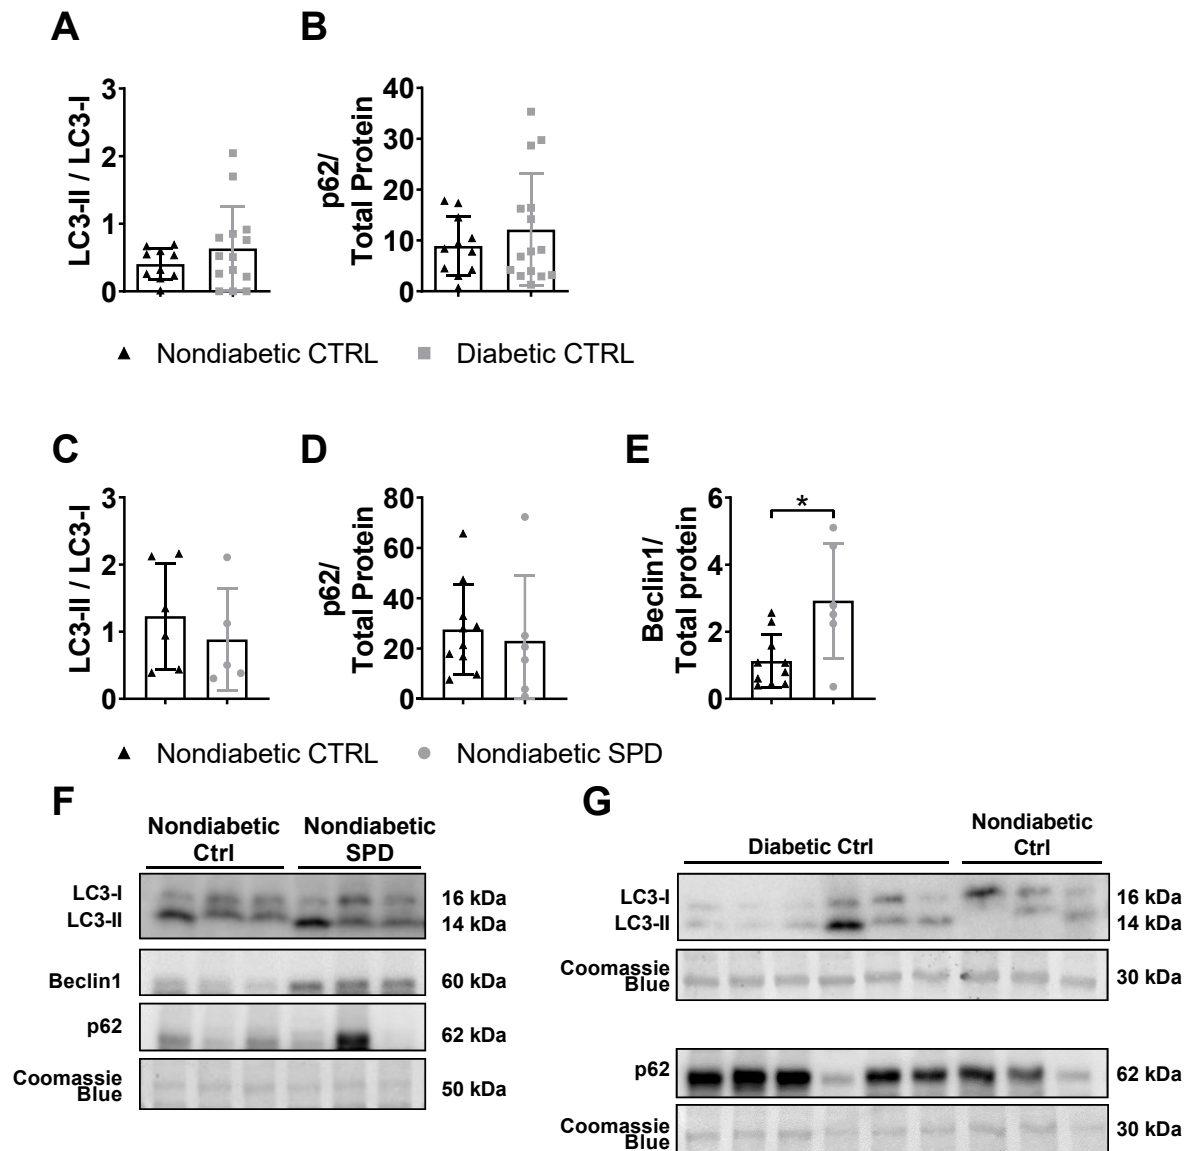 A
B
3
2
1
0
LC3-II / LC3-I
40
30
20
10
0
p62/
Total Protein
Nondiabetic CTRL
Diabetic CTRL
C
D
E
3
2
1
0
LC3-II / LC3-I
80
60
40
20
0
p62/
Total Protein
6
4
2
0
Beclin1/
Total protein
*
Nondiabetic CTRL
Nondiabetic SPD
F
Nondiabetic
Ctrl
Nondiabetic
SPD
LC3-I
16 kDa
LC3-II
14 kDa
Beclin1
60 kDa
p62
62 kDa
Coomassie
Blue
50 kDa
G
Diabetic Ctrl
Nondiabetic
Ctrl
LC3-I
16 kDa
LC3-II
14 kDa
Coomassie
Blue
30 kDa
p62
62 kDa
Coomassie
Blue
30 kDa